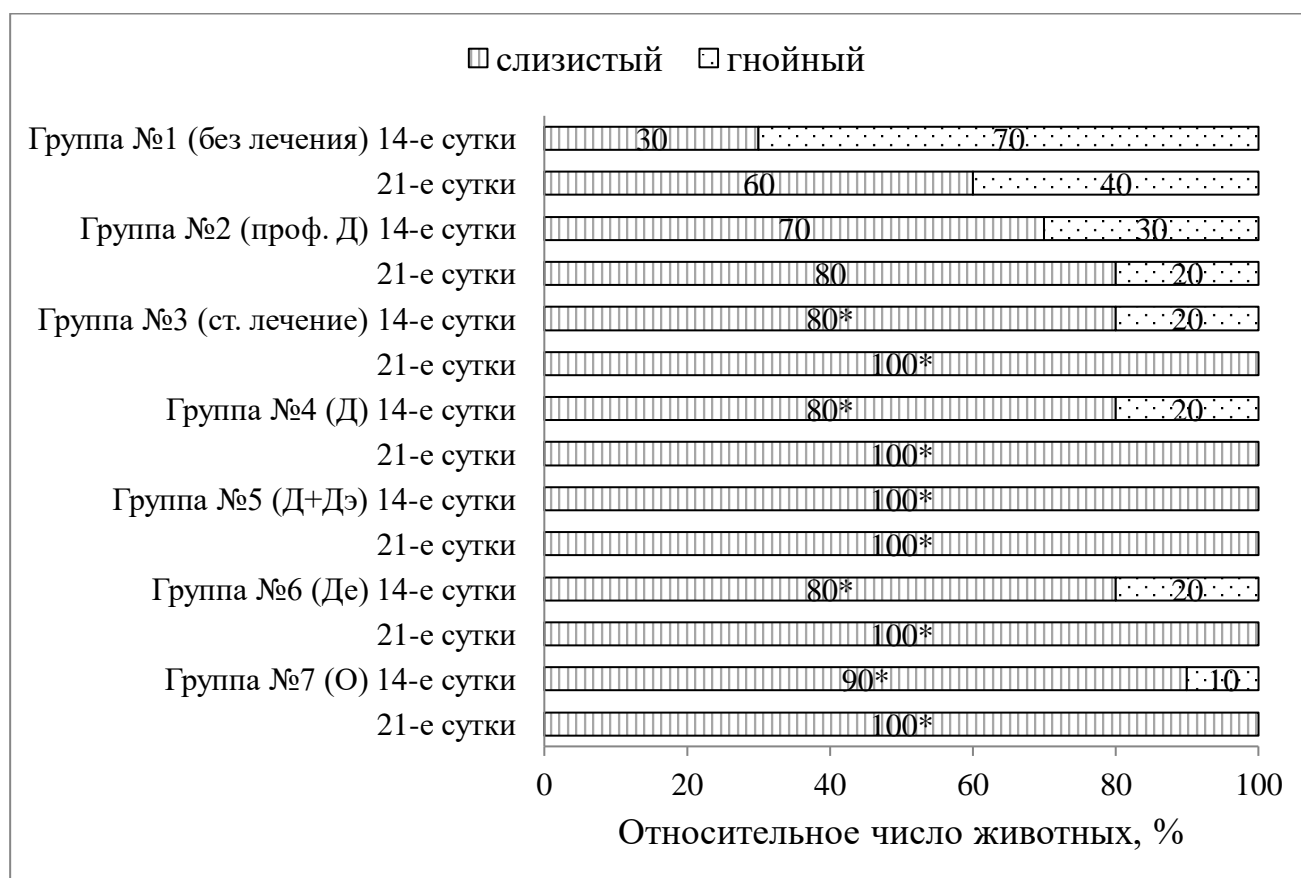 слизистый гнойный
Группа №1 (без лечения) 14-е сутки 30 70
21-е сутки 60 40
Группа №2 (проф. Д) 14-е сутки 70 30
21-е сутки 80 20
Группа №3 (ст. лечение) 14-е сутки 80* 20
21-е сутки 100*
Группа №4 (Д) 14-е сутки 80* 20
21-е сутки 100*
Группа №5 (Д+Дэ) 14-е сутки 100*
21-е сутки 100*
Группа №6 (Де) 14-е сутки 80* 20
21-е сутки 100*
Группа №7 (О) 14-е сутки 90* 10
21-е сутки 100*
0 20 40 60 80 100
Относительное число животных, %